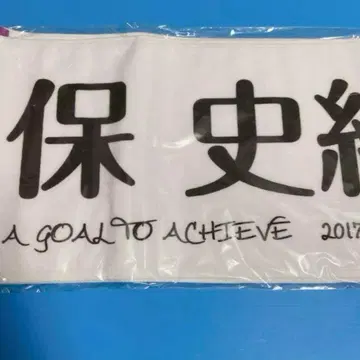 保 史
A GOAL TO ACHIEVE 2017